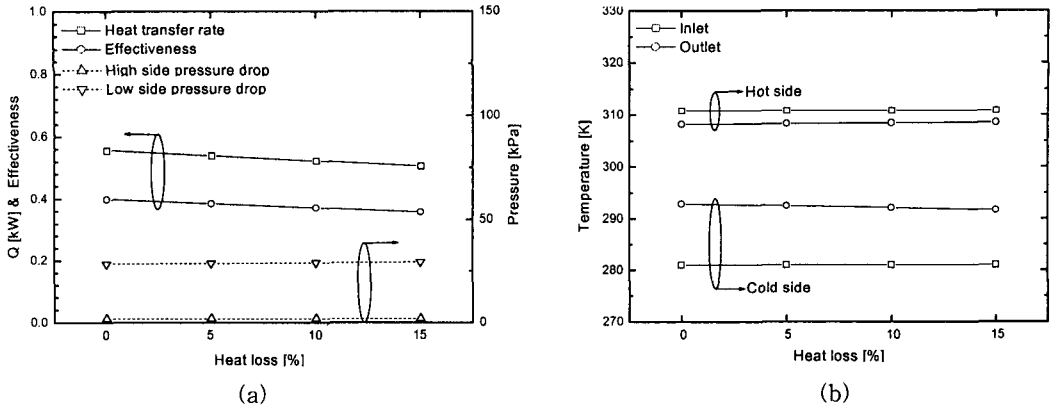 1.0
0.8
0.6
0.4
0.2
0.0
Q [kW] & Effectiveness
Heat transfer rate
Effectiveness
High side pressure drop
Low side pressure drop
150
100
50
0
Pressure [kPa]
0 5 10 15
Heat loss [%]
(a)
330
320
310
300
290
280
270
Temperature [K]
Inlet
Outlet
Hot side
Cold side
0 5 10 15
Heat loss [%]
(b)